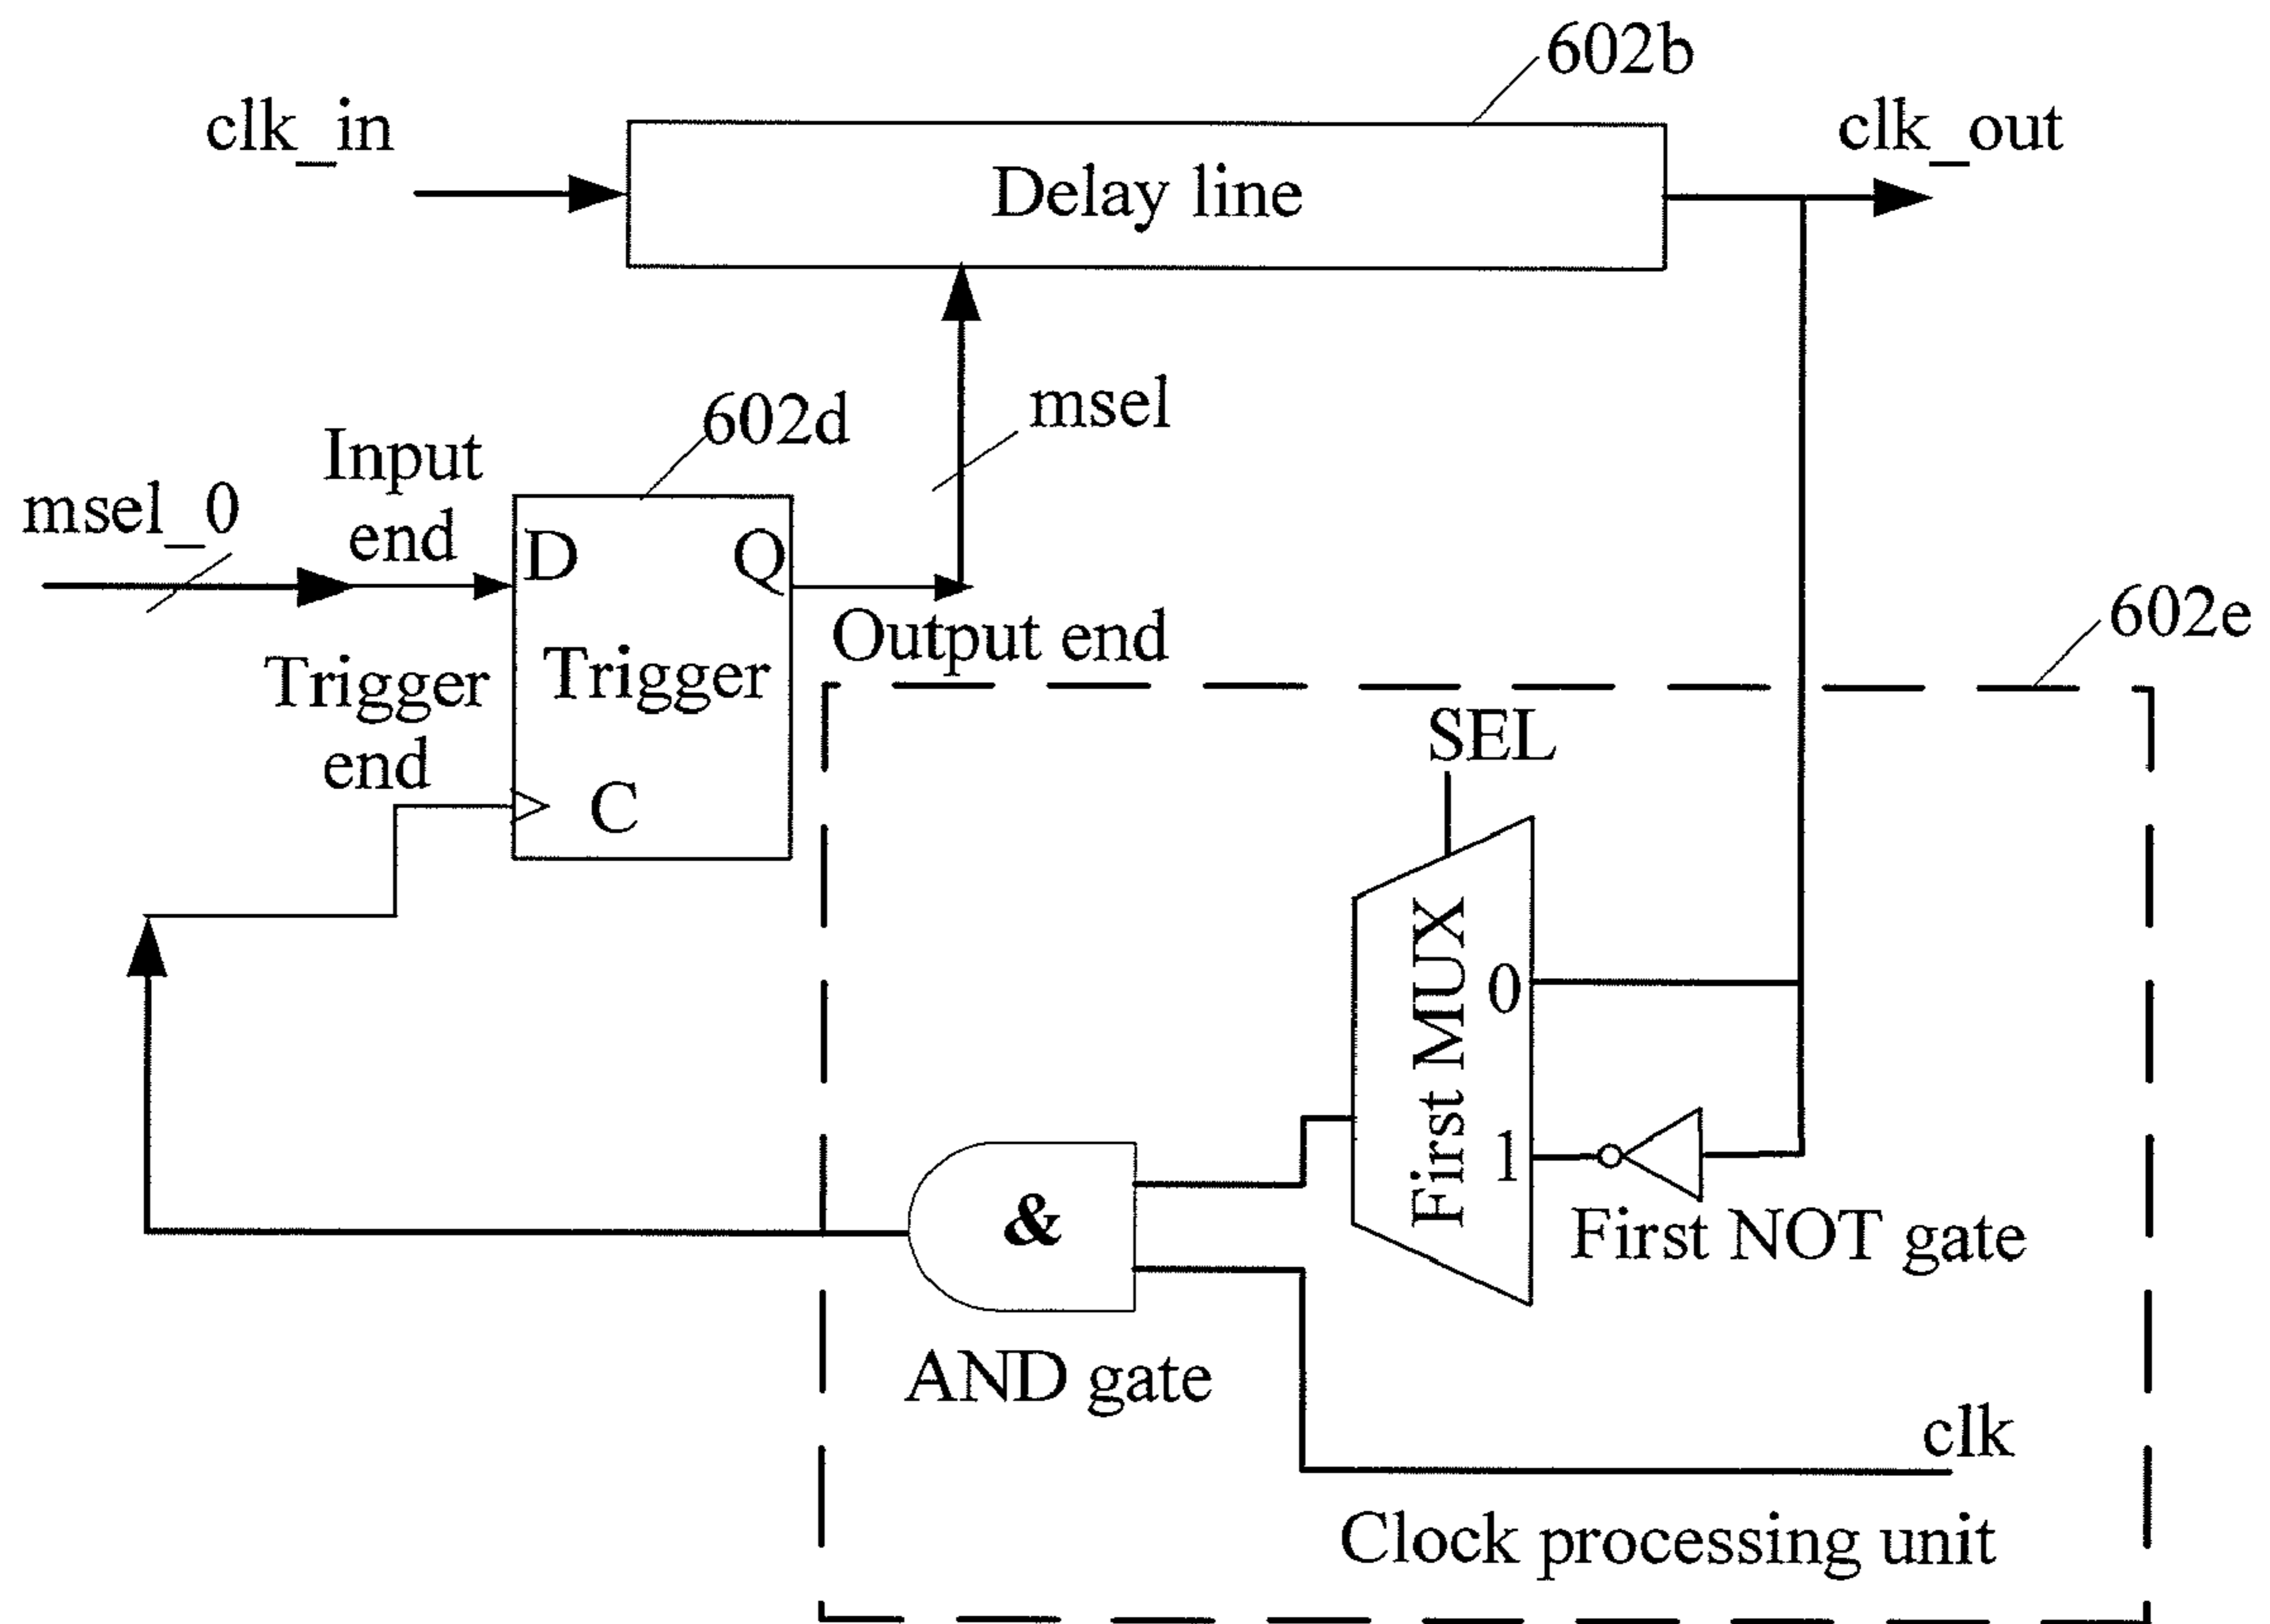 602b
clk_in
clk_out
Delay line
msel
602d
Input
end
msel_0
D
Q
602e
Output end
Trigger
Trigger
end
SEL
C
First MUX
0
1
First NOT gate
&
AND gate
clk
Clock processing unit